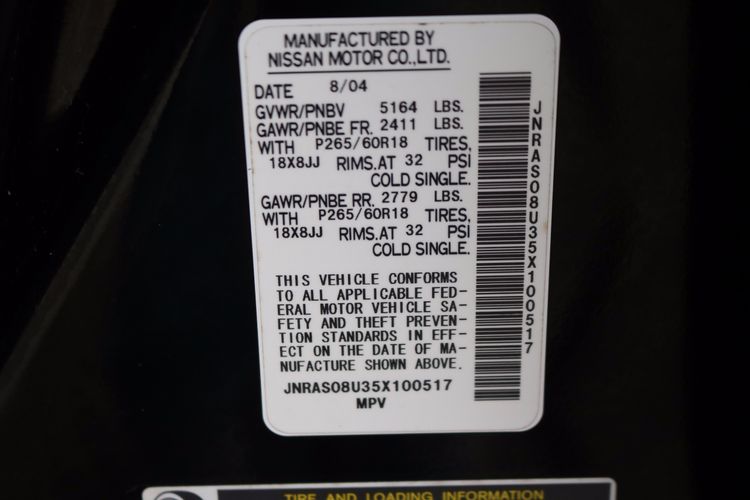 MANUFACTURED BY
NISSAN MOTOR CO.,LTD.
DATE 8/04
GVWR/PNBV 5164 LBS.
GAWR/PNBE FR. 2411 LBS.
WITH P265/60R18 TIRES,
18X8JJ RIMS.AT 32 PSI
COLD SINGLE.
GAWR/PNBE RR. 2779 LBS.
WITH P265/60R18 TIRES,
18X8JJ RIMS.AT 32 PSI
COLD SINGLE.
THIS VEHICLE CONFORMS
TO ALL APPLICABLE FED-
ERAL MOTOR VEHICLE SA-
FETY AND THEFT PREVEN-
TION STANDARDS IN EFF-
ECT ON THE DATE OF MA-
NUFACTURE SHOWN ABOVE.
JNRAS08U35X100517
MPV
JNRAS08U35X100517
TIRE AND LOADING INFORMATION